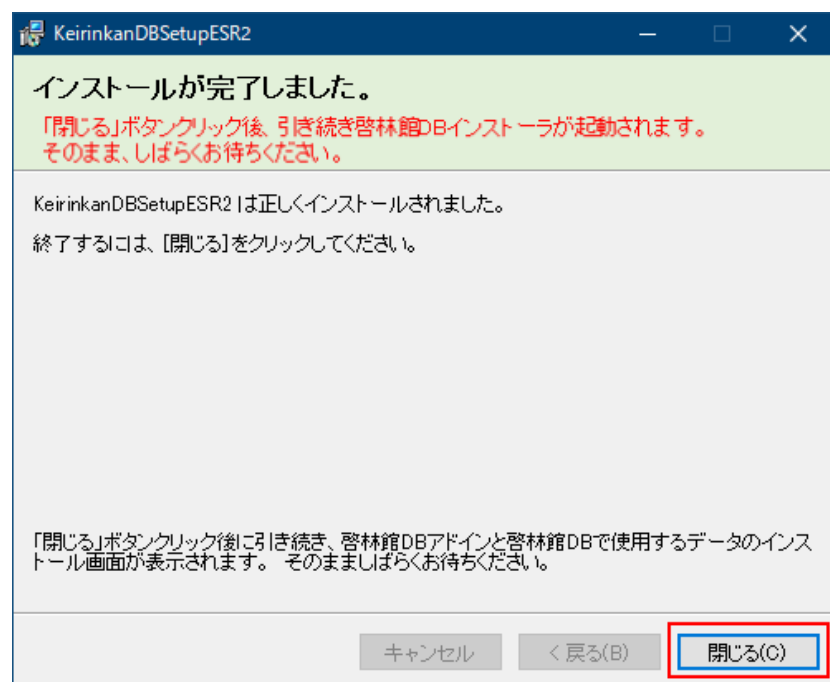 KeirinkanDBSetupESR2
インストールが完了しました。
「閉じる」ボタンクリック後、引き続き啓林館DBインストーラが起動されます。
そのまま、しばらくお待ちください。
KeirinkanDBSetupESR2 は正しくインストールされました。
終了するには、[閉じる] をクリックしてください。
「閉じる」ボタンクリック後に引き続き、啓林館DBアドインと啓林館DBで使用するデータのインス
トール画面が表示されます。 そのまましばらくお待ちください。
キャンセル
< 戻る(B)
閉じる(C)